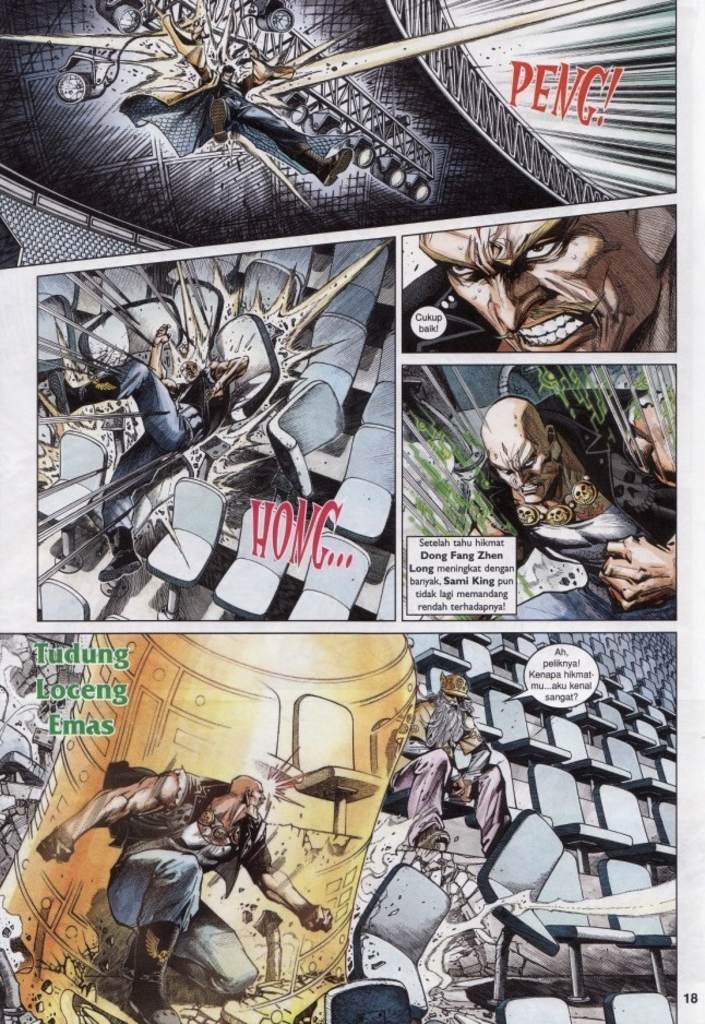 PENG!
Cukup
baik!
HONG...
Setelah tahu hikmat
Dong Fang Zhen
Long meningkat dengan
banyak, Sami King pun
tidak lagi memandang
rendah terhadapnya!
Tudung
Loceng
Emas
Ah,
peliknya!
Kenapa hikmat-
mu...aku kenal
sangat?
18